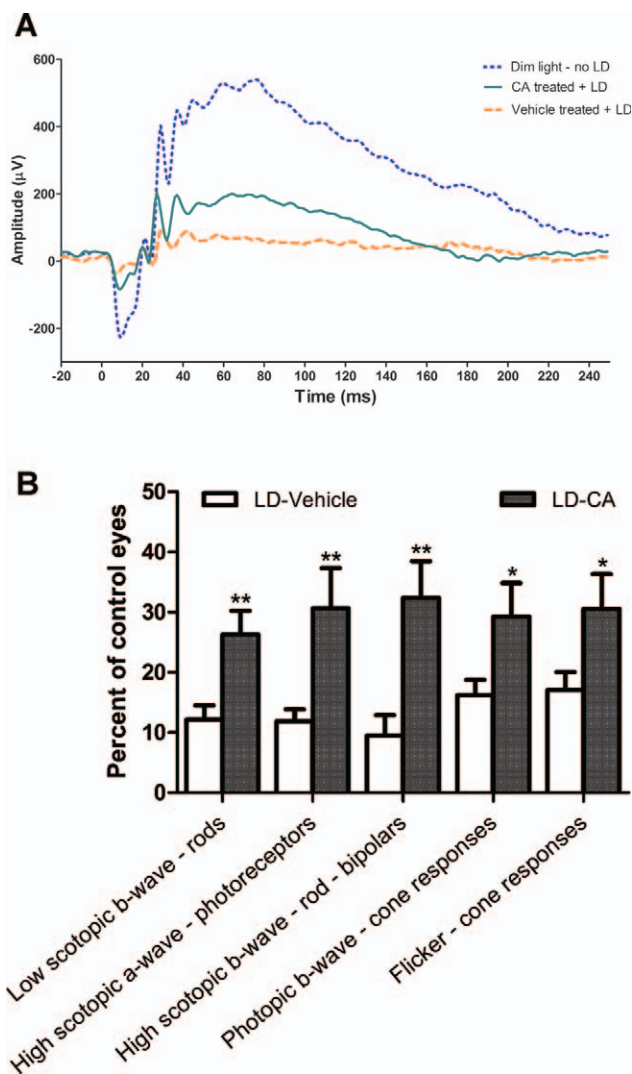 A
600
400
200
0
-200
Amplitude (µV)
Dim light - no LD
CA treated + LD
Vehicle treated + LD
-20 0 20 40 60 80 100 120 140 160 180 200 220 240
Time (ms)
B
50
40
30
20
10
0
Percent of control eyes
LD-Vehicle LD-CA
** ** ** * *
Low scotopic b-wave - rods
High scotopic a-wave - photoreceptors
High scotopic b-wave - rod - bipolars
Photopic b-wave - cone responses
Flicker - cone responses